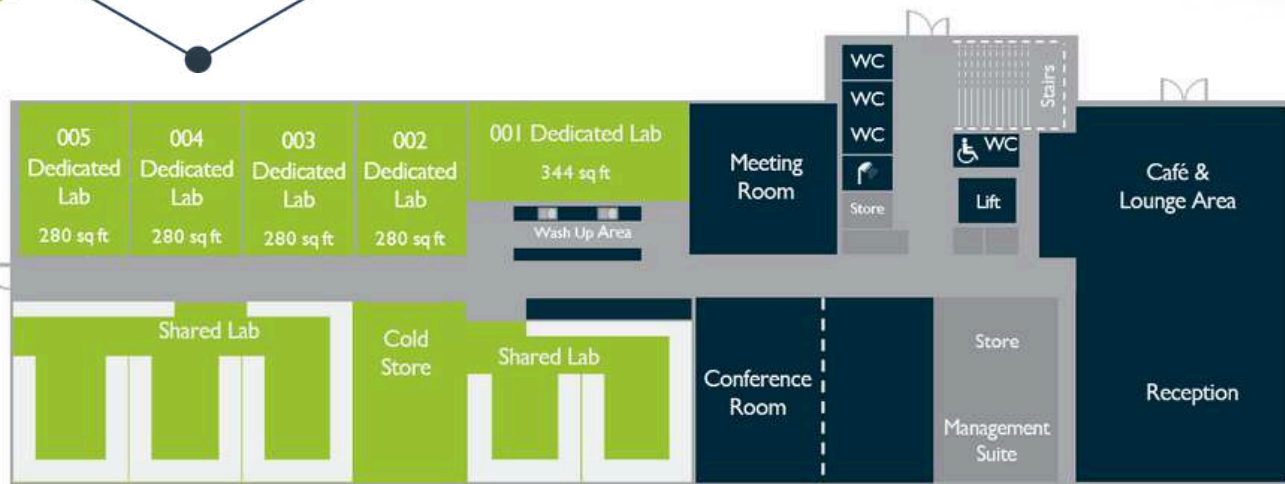 005
Dedicated
Lab
280 sq ft
004
Dedicated
Lab
280 sq ft
003
Dedicated
Lab
280 sq ft
002
Dedicated
Lab
280 sq ft
001 Dedicated Lab
344 sq ft
Wash Up Area
Meeting
Room
WC
WC
WC
Store
Stairs
WC
Lift
Café &
Lounge Area
Shared Lab
Cold
Store
Shared Lab
Conference
Room
Store
Management
Suite
Reception